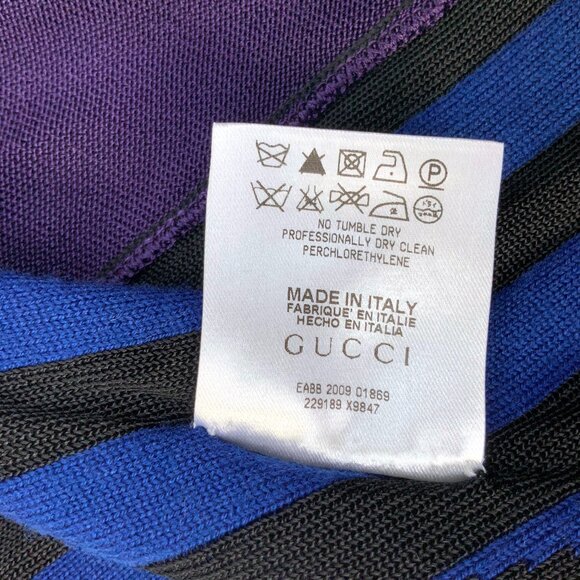 P
NO TUMBLE DRY
PROFESSIONALLY DRY CLEAN
PERCHLORETHYLENE
MADE IN ITALY
FABRIQUE' EN ITALIE
HECHO EN ITALIA
GUCCI
EABB 2009 01869
229189 X9847